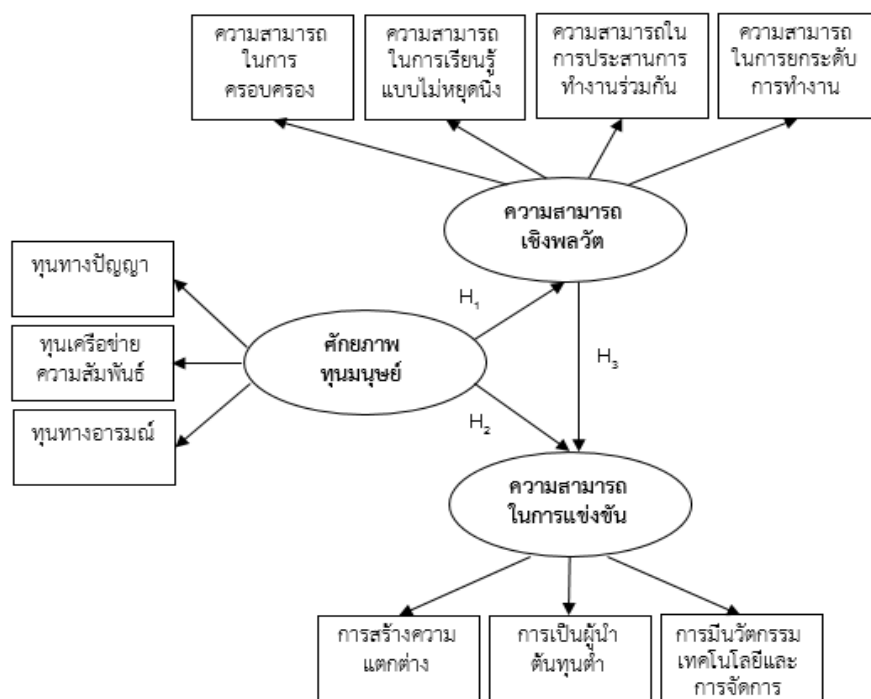 ความสามารถ
ในการ
ครอบครอง
ความสามารถ
ในการเรียนรู้
แบบไม่หยุดนิ่ง
ความสามารถใน
การประสานการ
ทำงานร่วมกัน
ความสามารถ
ในการยกระดับ
การทำงาน
ความสามารถ
เชิงพลวัต
ทุนทางปัญญา
ทุนเครือข่าย
ความสัมพันธ์
ทุนทางอารมณ์
ศักยภาพ
ทุนมนุษย์
H₁
H₂
H₃
ความสามารถ
ในการแข่งขัน
การสร้างความ
แตกต่าง
การเป็นผู้นำ
ต้นทุนต่ำ
การมีนวัตกรรม
เทคโนโลยีและ
การจัดการ